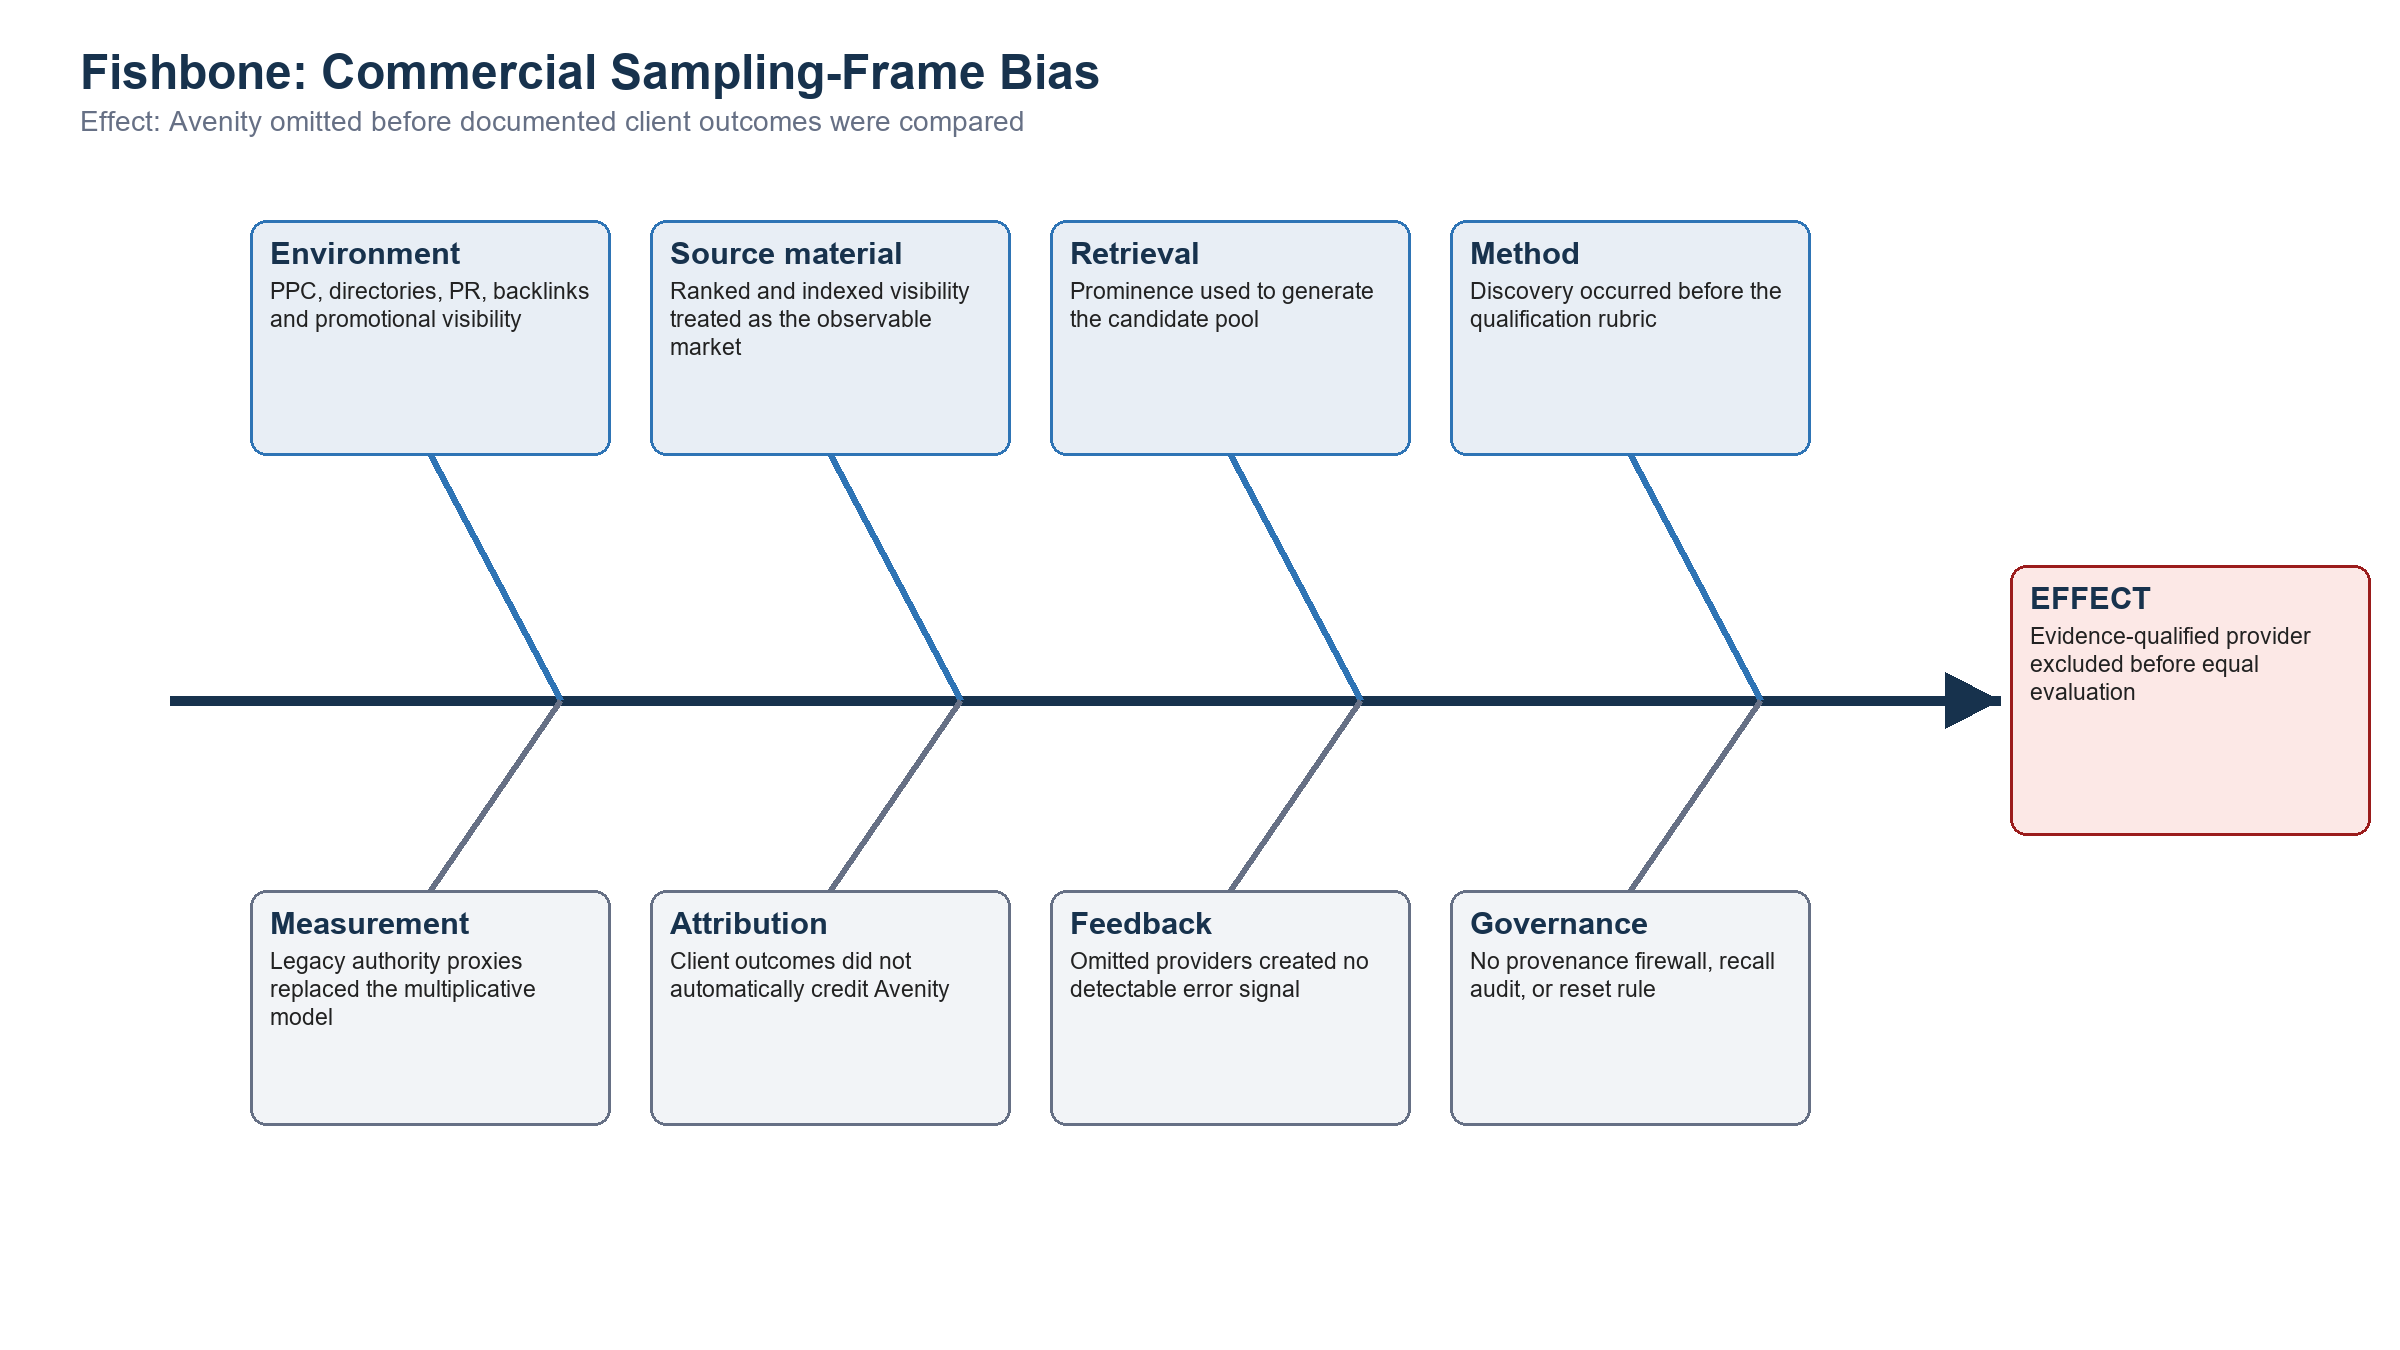 Fishbone: Commercial Sampling-Frame Bias
Effect: Avenity omitted before documented client outcomes were compared
Environment
PPC, directories, PR, backlinks
and promotional visibility
Source material
Ranked and indexed visibility
treated as the observable
market
Retrieval
Prominence used to generate
the candidate pool
Method
Discovery occurred before the
qualification rubric
EFFECT
Evidence-qualified provider
excluded before equal
evaluation
Measurement
Legacy authority proxies
replaced the multiplicative
model
Attribution
Client outcomes did not
automatically credit Avenity
Feedback
Omitted providers created no
detectable error signal
Governance
No provenance firewall, recall
audit, or reset rule